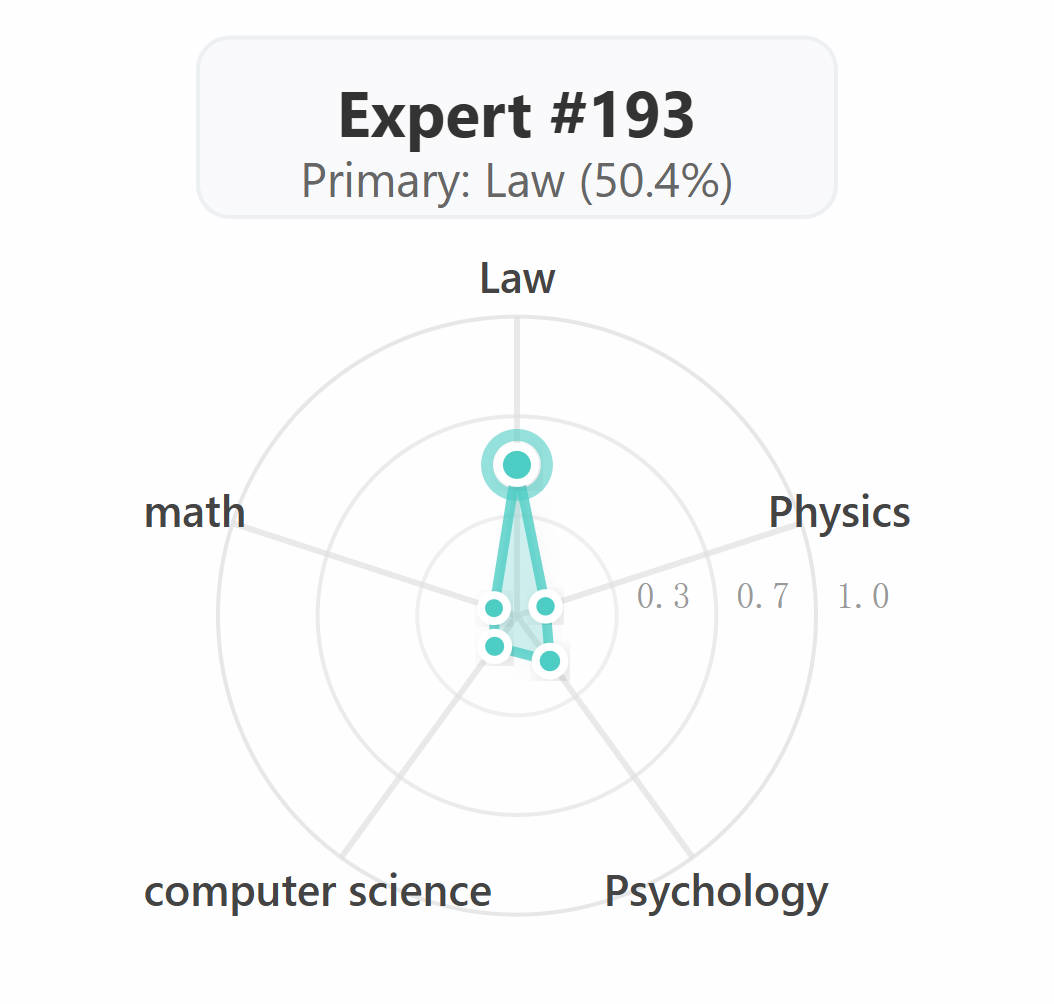 Expert #193
Primary: Law (50.4%)
Law
math
Physics
0.3
0.7
1.0
computer science
Psychology